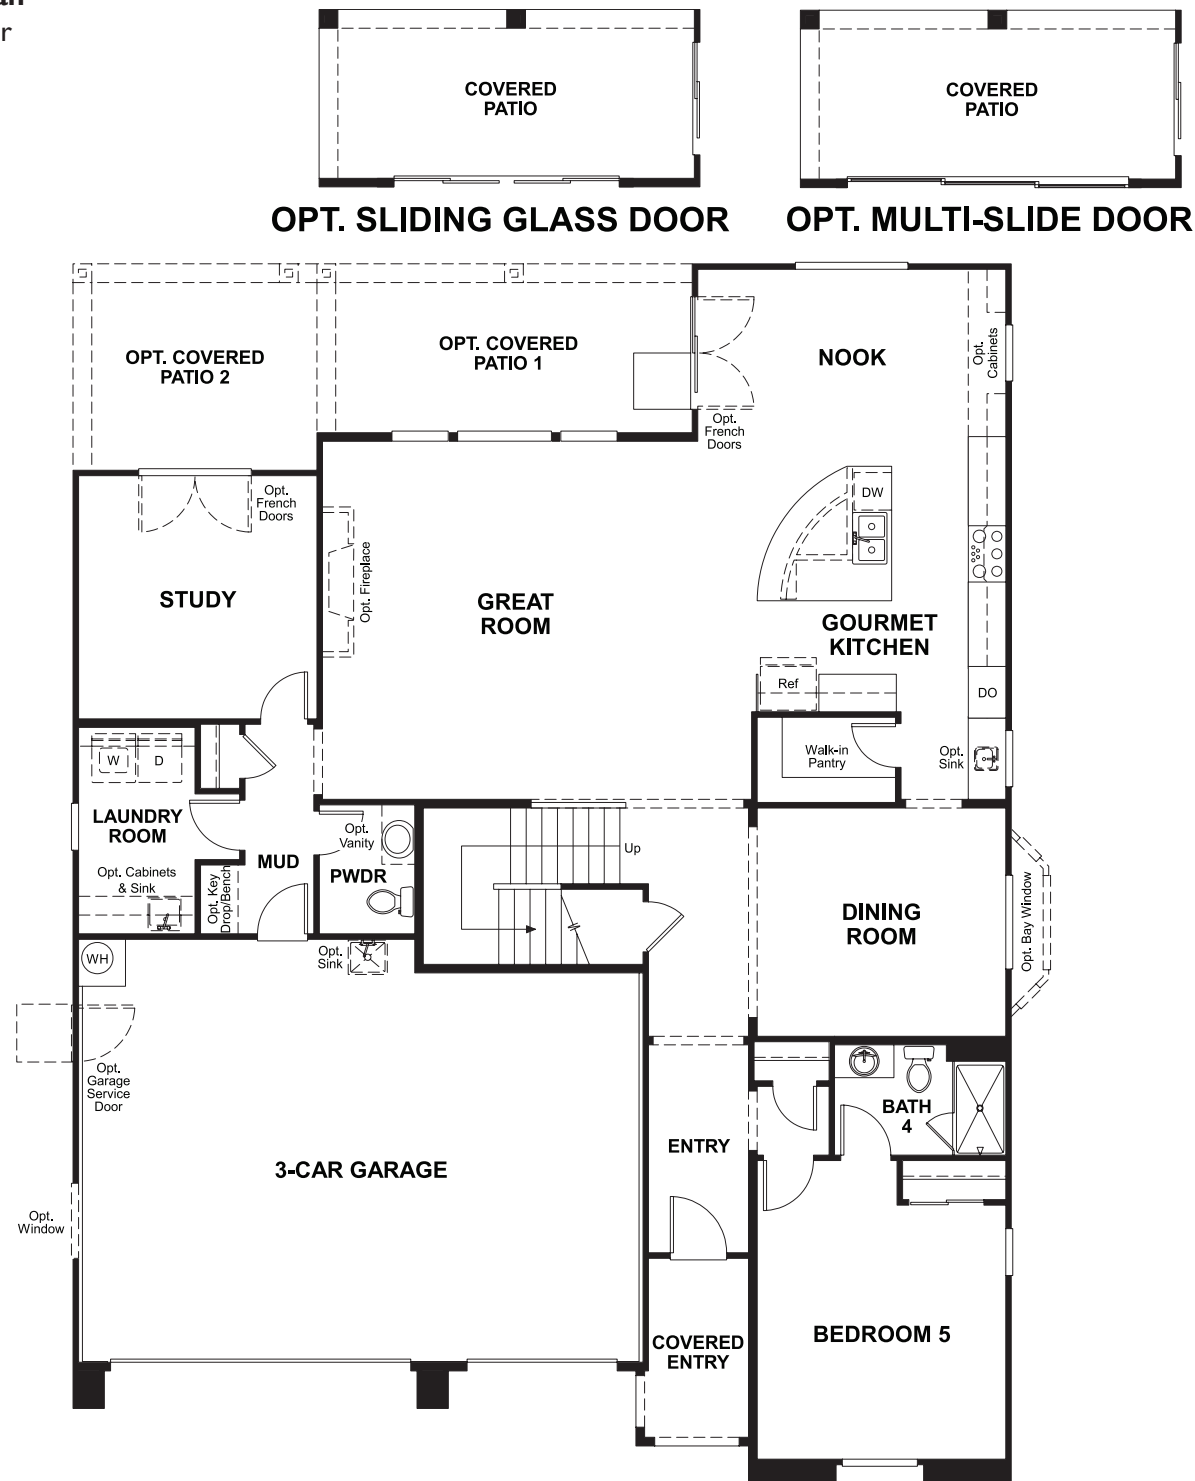 COVERED
PATIO
COVERED
PATIO
OPT. SLIDING GLASS DOOR
OPT. MULTI-SLIDE DOOR
OPT. COVERED
PATIO 2
OPT. COVERED
PATIO 1
NOOK
Opt.
Cabinets
Opt.
French
Doors
Opt.
French
Doors
DW
STUDY
Opt. Fireplace
GREAT
ROOM
GOURMET
KITCHEN
Ref
DO
Walk-in
Pantry
Opt.
Sink
W
D
LAUNDRY
ROOM
Opt. Cabinets
& Sink
MUD
Opt. Key
Drop/Bench
Opt.
Vanity
PWDR
Up
DINING
ROOM
Opt. Bay Window
WH
Opt.
Sink
Opt.
Garage
Service
Door
3-CAR GARAGE
Opt.
Window
ENTRY
BATH
4
COVERED
ENTRY
BEDROOM 5